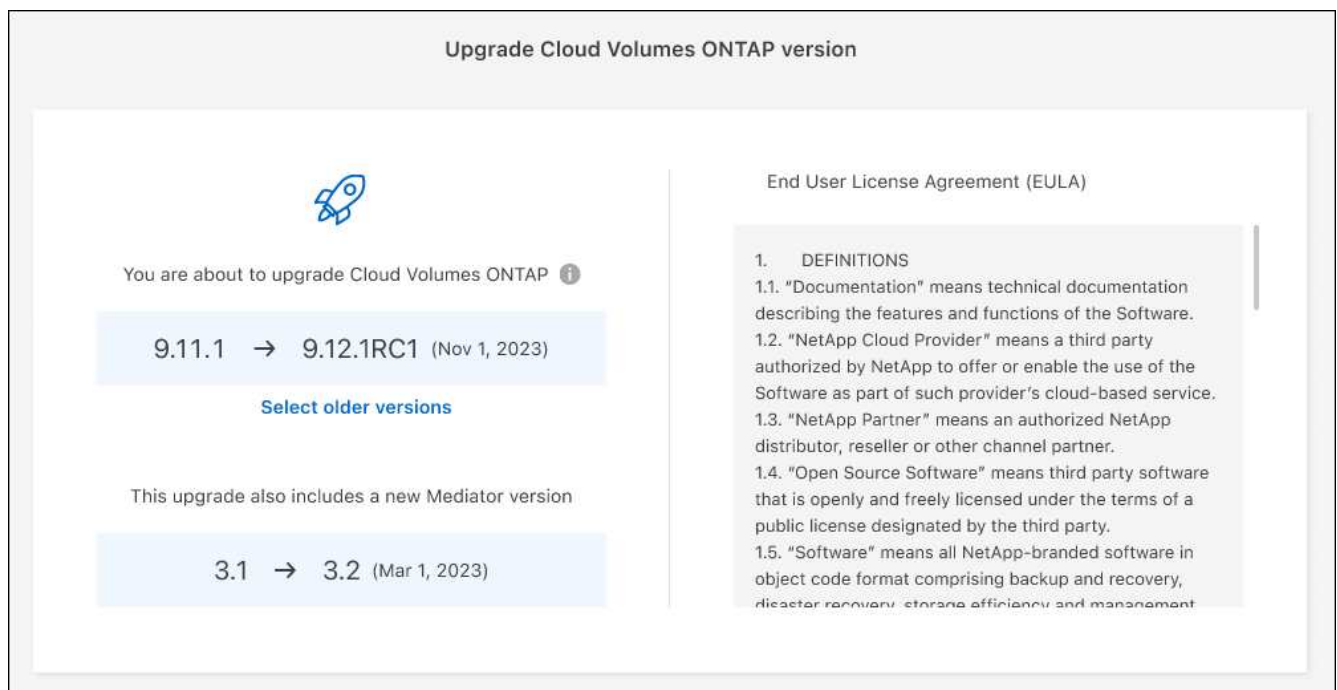 Upgrade Cloud Volumes ONTAP version
You are about to upgrade Cloud Volumes ONTAP
9.11.1 → 9.12.1RC1 (Nov 1, 2023)
Select older versions
This upgrade also includes a new Mediator version
3.1 → 3.2 (Mar 1, 2023)
End User License Agreement (EULA)
1. DEFINITIONS
1.1. “Documentation” means technical documentation
describing the features and functions of the Software.
1.2. “NetApp Cloud Provider” means a third party
authorized by NetApp to offer or enable the use of the
Software as part of such provider’s cloud-based service.
1.3. “NetApp Partner” means an authorized NetApp
distributor, reseller or other channel partner.
1.4. “Open Source Software” means third party software
that is openly and freely licensed under the terms of a
public license designated by the third party.
1.5. “Software” means all NetApp-branded software in
object code format comprising backup and recovery,
disaster recovery, storage efficiency and management